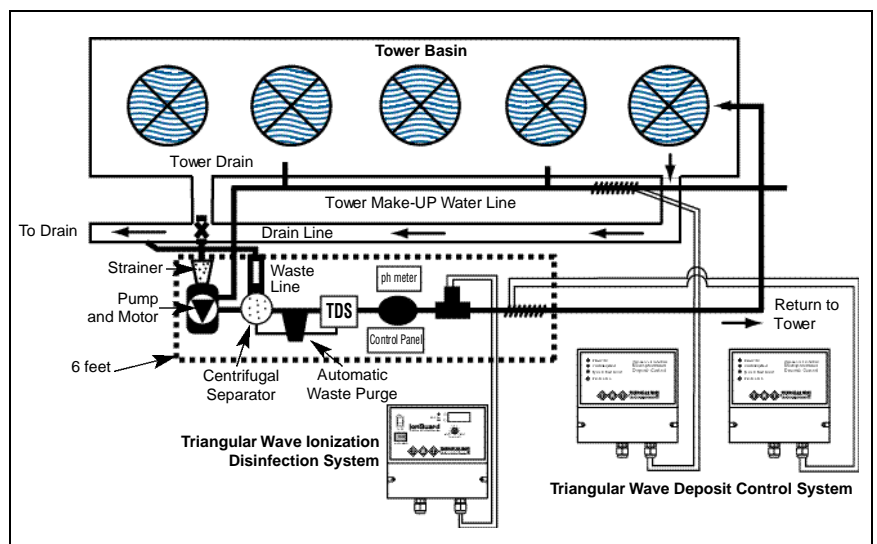 Tower Basin
Tower Drain
Tower Make-UP Water Line
To Drain
Drain Line
Strainer
Waste
Line
ph meter
Pump
and Motor
TDS
Control Panel
Return to
Tower
6 feet
Centrifugal
Separator
Automatic
Waste Purge
IonGuard
Triangular Wave Ionization
Disinfection System
Triangular Wave Deposit Control System